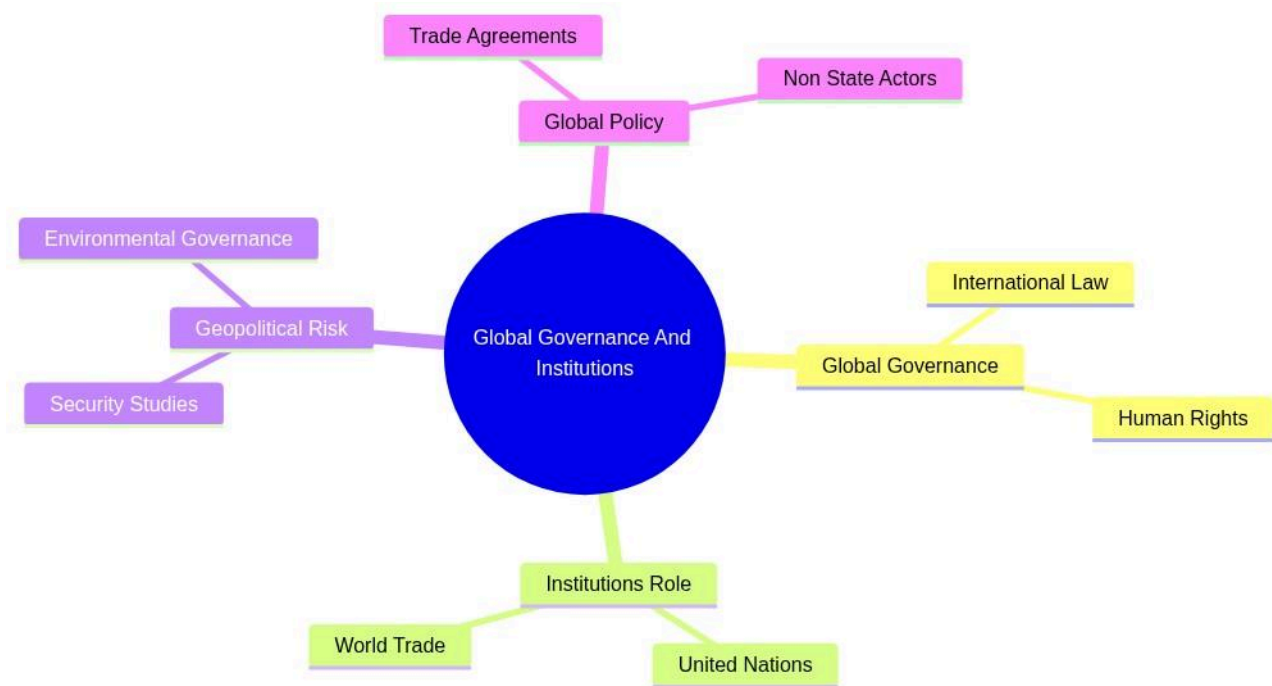 Trade Agreements
Non State Actors
Global Policy
Environmental Governance
Geopolitical Risk
Security Studies
Global Governance And
Institutions
International Law
Global Governance
Human Rights
Institutions Role
World Trade
United Nations